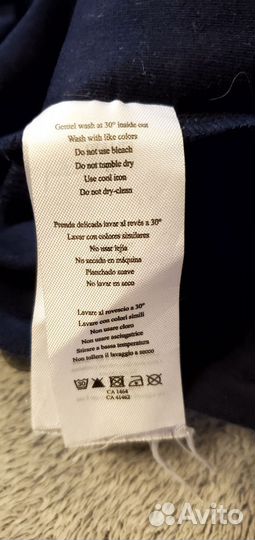 Gentel wash at 30° inside out
Wash with like colors
Do not use bleach
Do not tumble dry
Use cool iron
Do not dry-clean
Prenda delicada lavar al rovés a 30°
Lavar con colores similares
No usar lejía
No secado en máquina
Planchado suave
No lavar en seco
Lavare al rovescio a 30°
Lavare con colori simili
Non usare cloro
Non usare asciugatrice
Stirare a bassa temperatura
Non tollera il lavaggio a secco
30
CA 1464
CA 41462
Avito